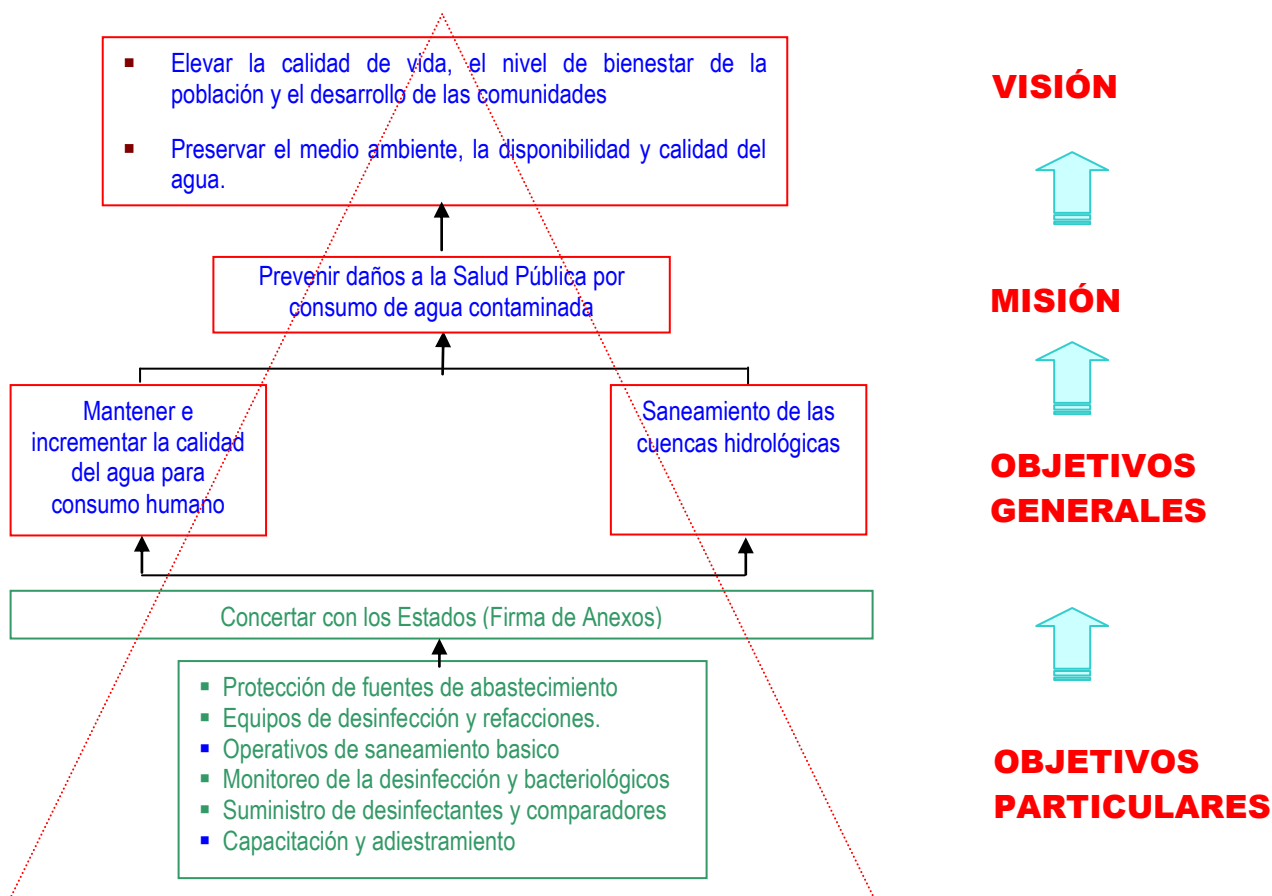 ▪ Elevar la calidad de vida, el nivel de bienestar de la
población y el desarrollo de las comunidades
▪ Preservar el medio ambiente, la disponibilidad y calidad del
agua.
VISIÓN
Prevenir daños a la Salud Pública por
consumo de agua contaminada
MISIÓN
Mantener e
incrementar la calidad
del agua para
consumo humano
Saneamiento de las
cuencas hidrológicas
OBJETIVOS
GENERALES
Concertar con los Estados (Firma de Anexos)
▪ Protección de fuentes de abastecimiento
▪ Equipos de desinfección y refacciones.
▪ Operativos de saneamiento basico
▪ Monitoreo de la desinfección y bacteriológicos
▪ Suministro de desinfectantes y comparadores
▪ Capacitación y adiestramiento
OBJETIVOS
PARTICULARES